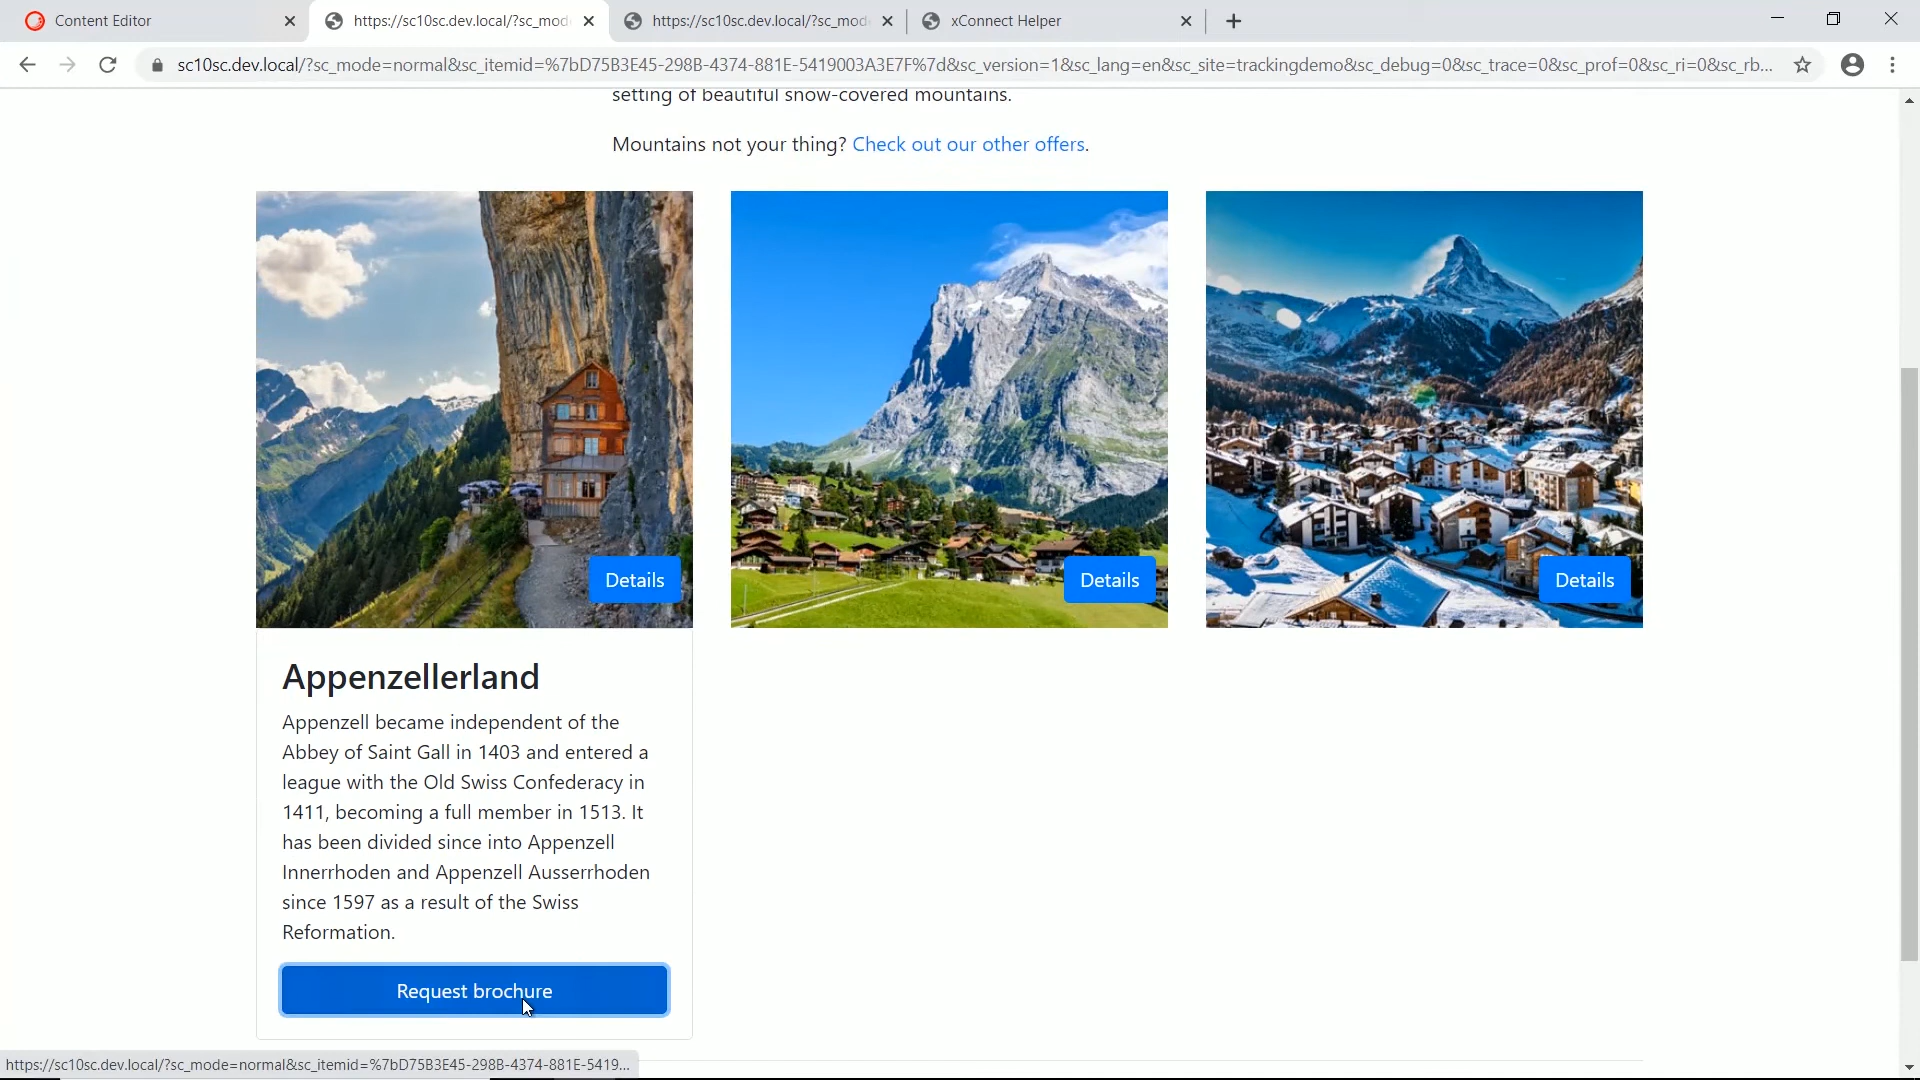 Content Editor
https://sc10sc.dev.local/?sc_mod
https://sc10sc.dev.local/?sc_mod
xConnect Helper
sc10sc.dev.local/?sc_mode=normal&sc_itemid=%7bD75B3E45-298B-4374-881E-5419003A3E7F%7d&sc_version=1&sc_lang=en&sc_site=trackingdemo&sc_debug=0&sc_trace=0&sc_prof=0&sc_ri=0&sc_rb...
setting of beautiful snow-covered mountains.
Mountains not your thing? Check out our other offers.
Details
Details
Details
Appenzellerland
Appenzell became independent of the
Abbey of Saint Gall in 1403 and entered a
league with the Old Swiss Confederacy in
1411, becoming a full member in 1513. It
has been divided since into Appenzell
Innerrhoden and Appenzell Ausserrhoden
since 1597 as a result of the Swiss
Reformation.
Request brochure
https://sc10sc.dev.local/?sc_mode=normal&sc_itemid=%7bD75B3E45-298B-4374-881E-5419...